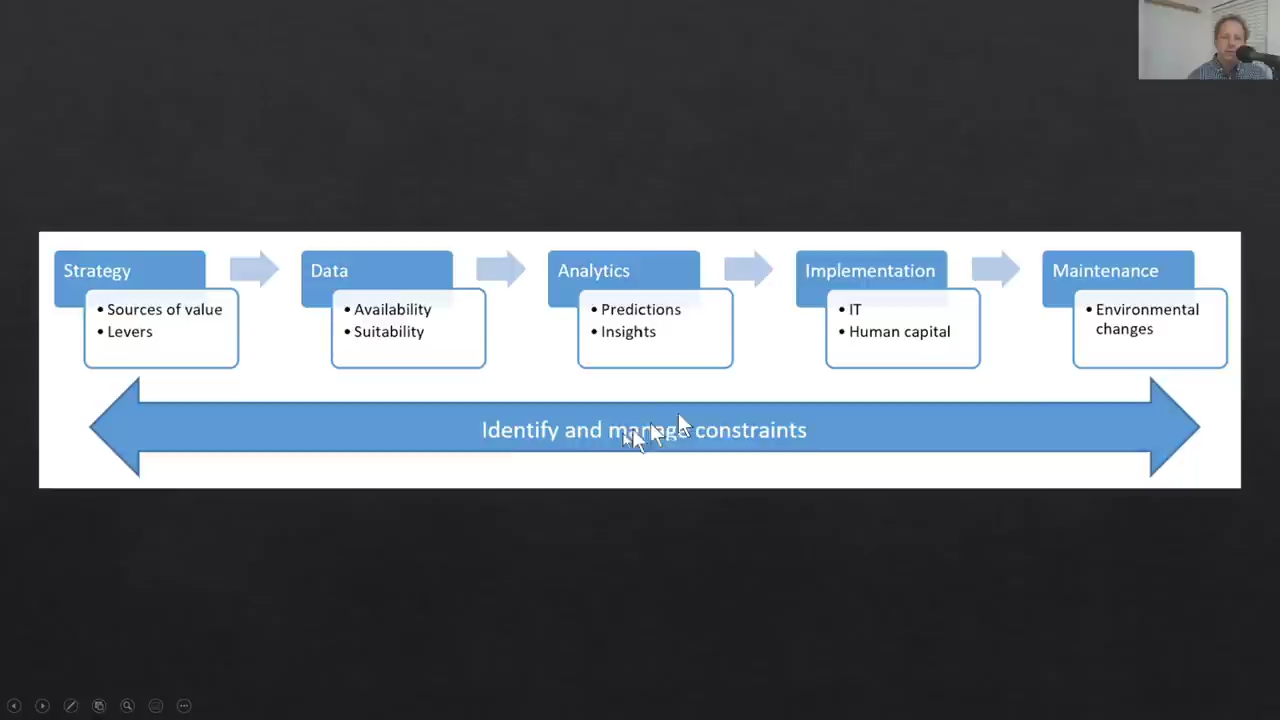 Strategy
• Sources of value
• Levers
Data
• Availability
• Suitability
Analytics
• Predictions
• Insights
Implementation
• IT
• Human capital
Maintenance
• Environmental
changes
Identify and manage constraints